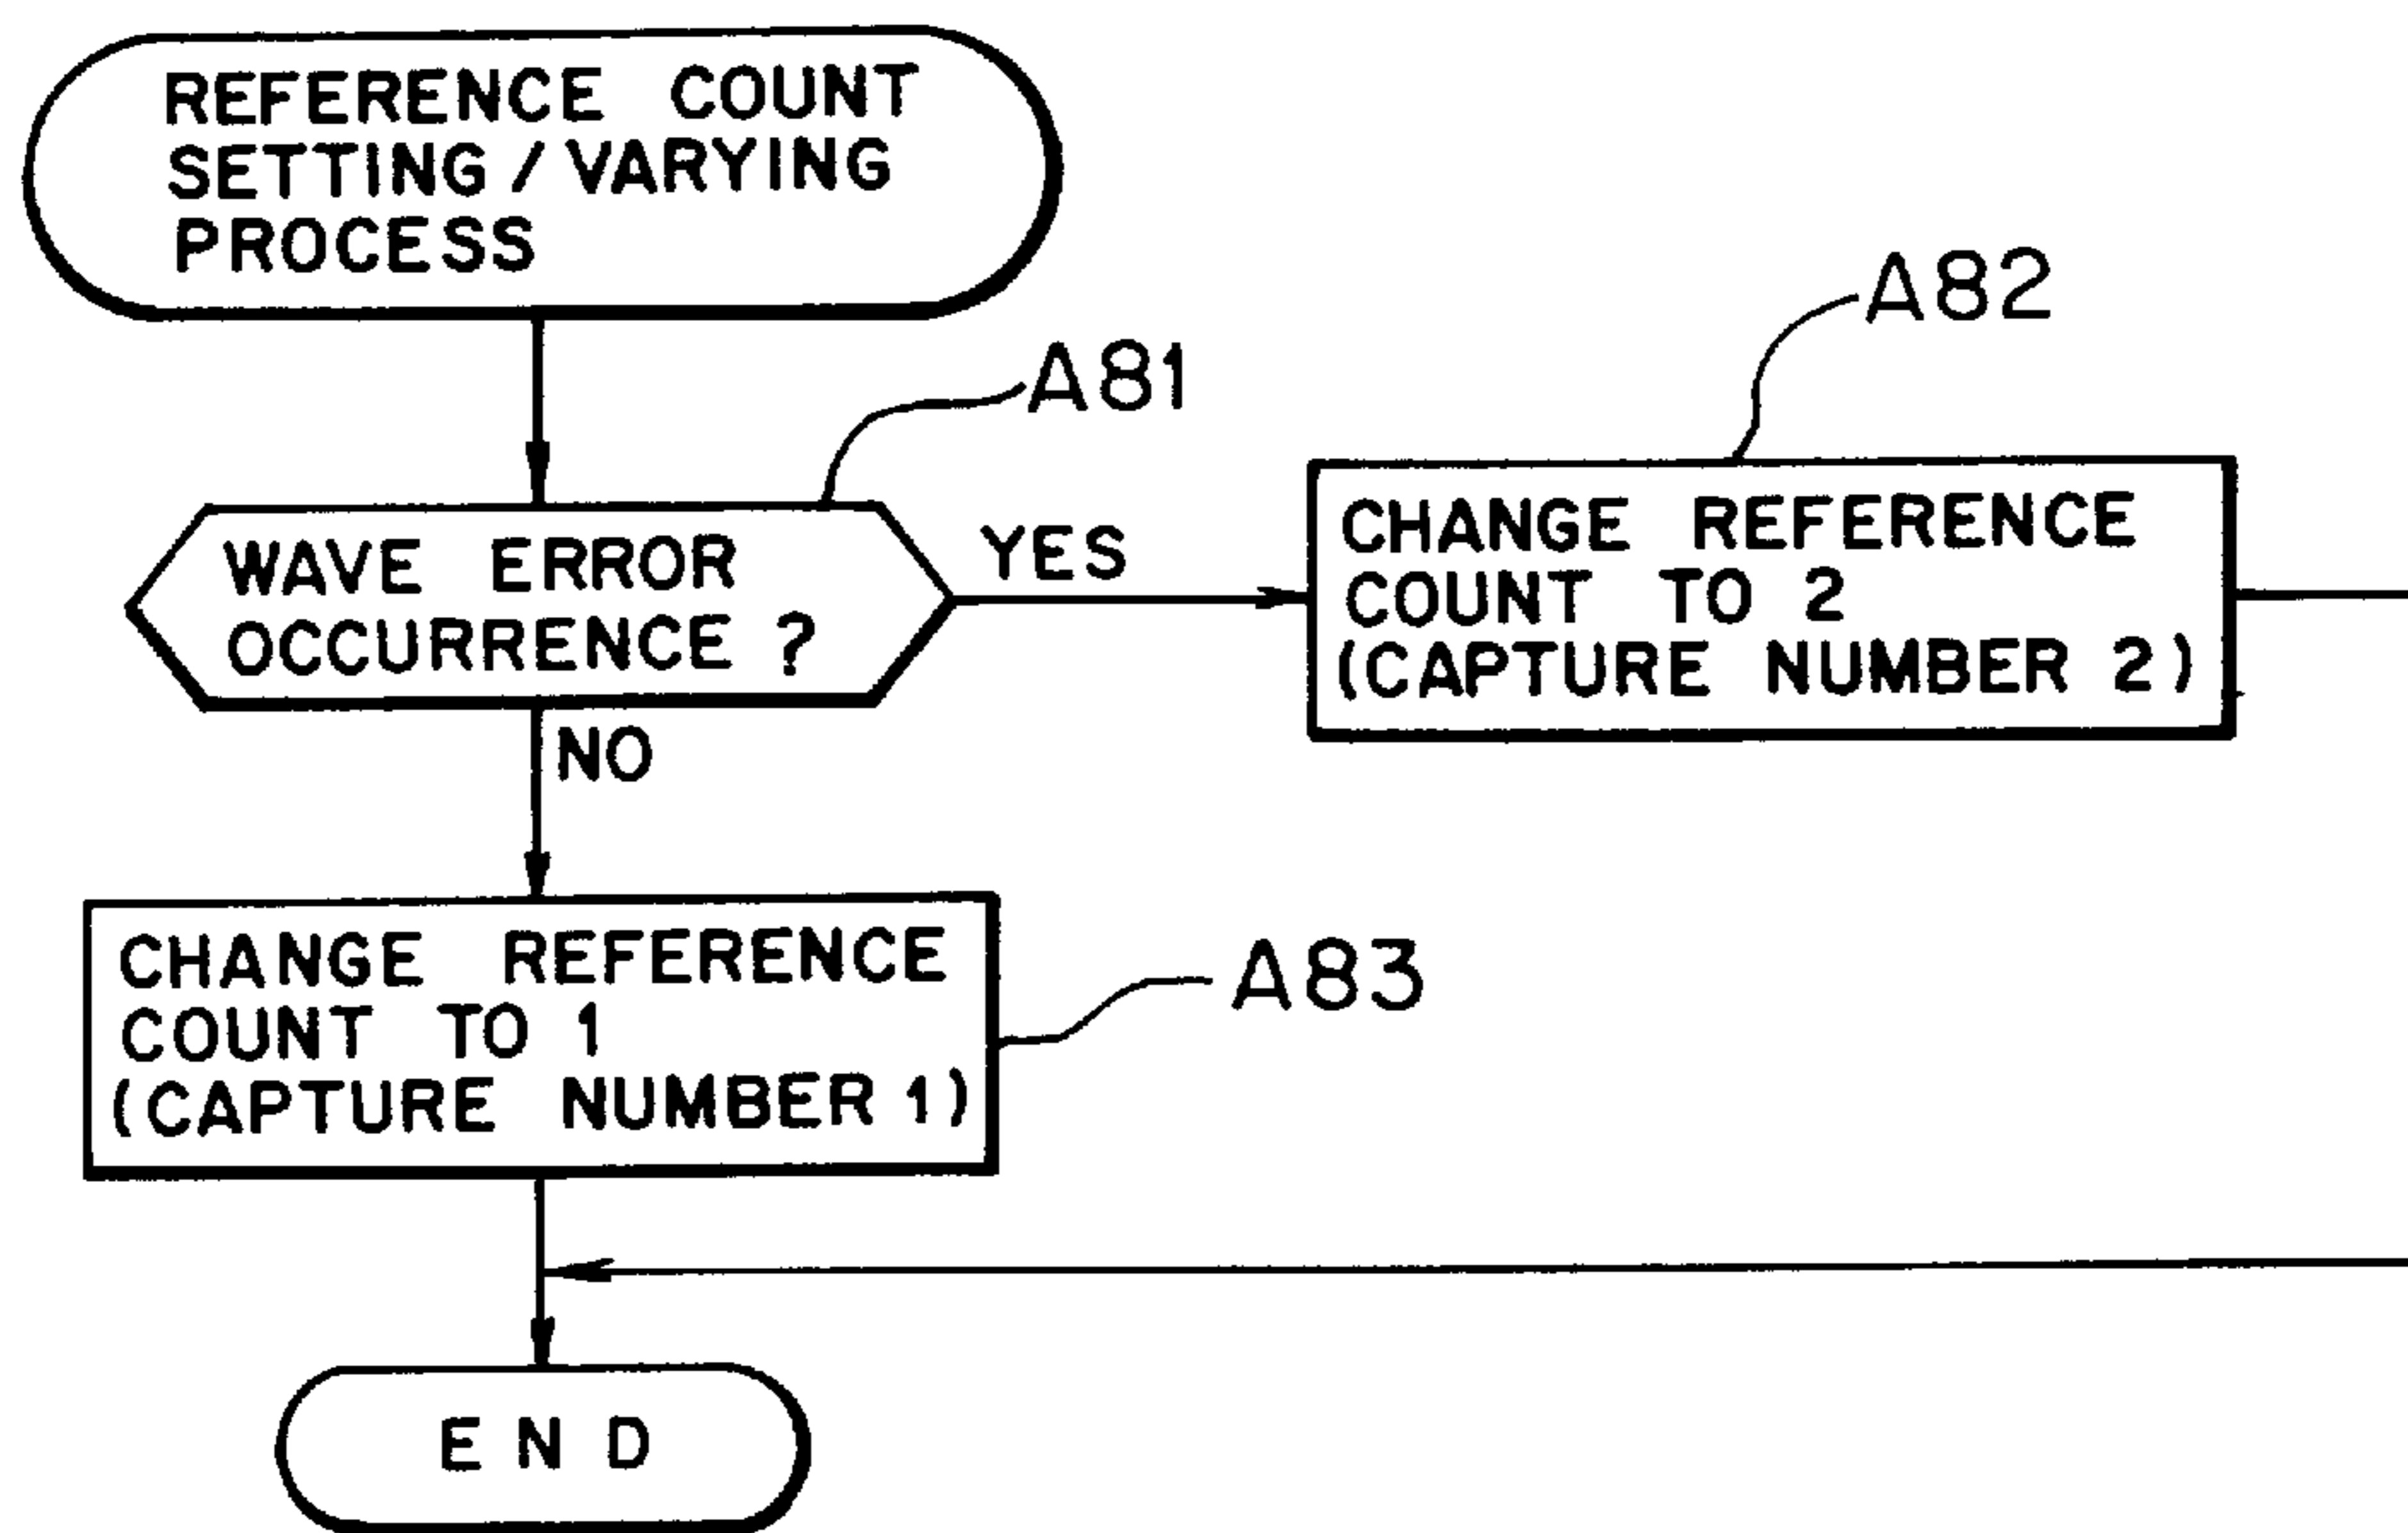 REFERENCE COUNT
SETTING/VARYING
PROCESS
A81
A82
WAVE ERROR
OCCURRENCE ?
YES
CHANGE REFERENCE
COUNT TO 2
(CAPTURE NUMBER 2)
NO
CHANGE REFERENCE
COUNT TO 1
(CAPTURE NUMBER 1)
A83
END